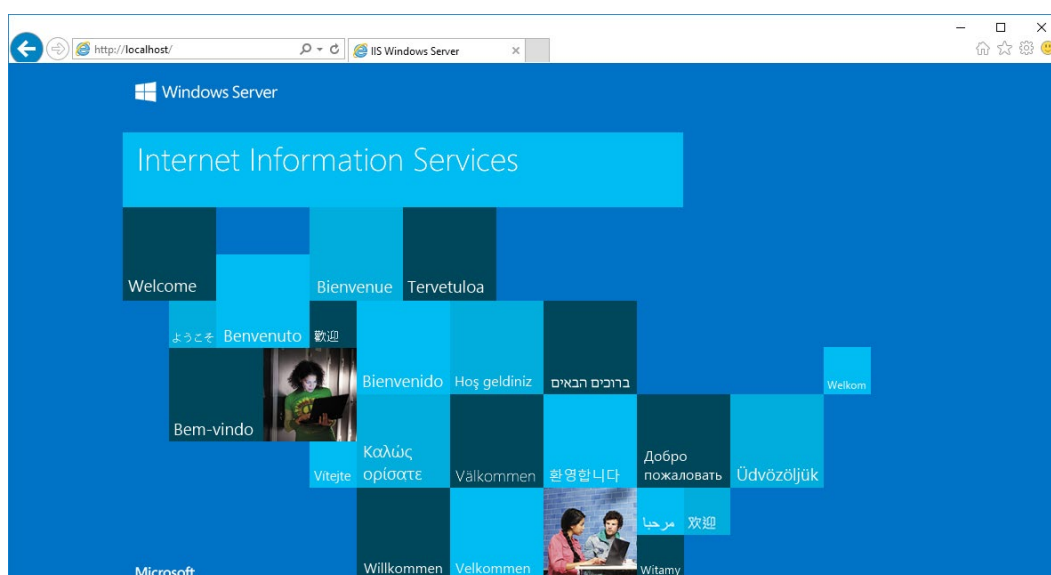 http://localhost/
IIS Windows Server
Windows Server
Internet Information Services
Welcome
Bienvenue
Tervetuloa
ようこそ
Benvenuto
歡迎
Bienvenido
Hoş geldiniz
ברוכים הבאים
Welkom
Bem-vindo
Vítejte
Καλώς
ορίσατε
Välkommen
환영합니다
Добро
пожаловать
Üdvözöljük
مرحبا
欢迎
Willkommen
Velkommen
Witamy
Microsoft